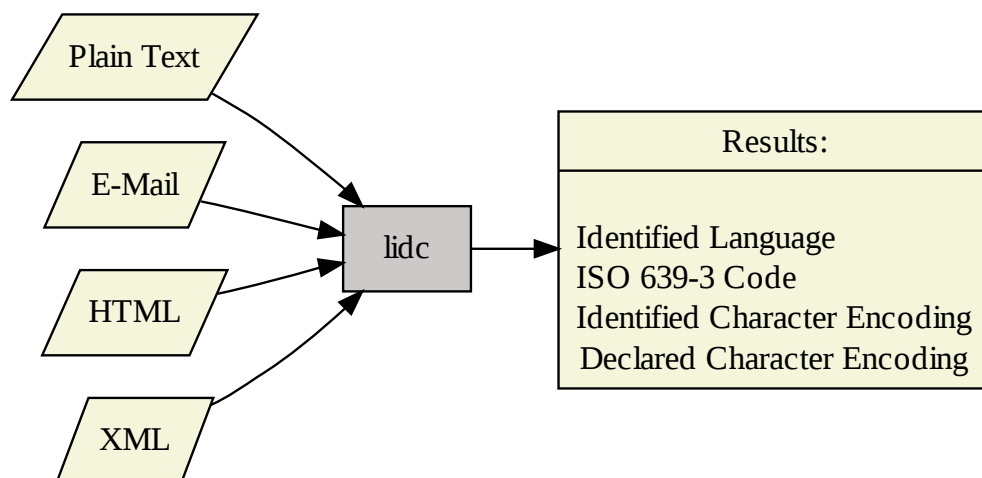 Plain Text
E-Mail
HTML
XML
lidc
Results:
Identified Language
ISO 639-3 Code
Identified Character Encoding
Declared Character Encoding